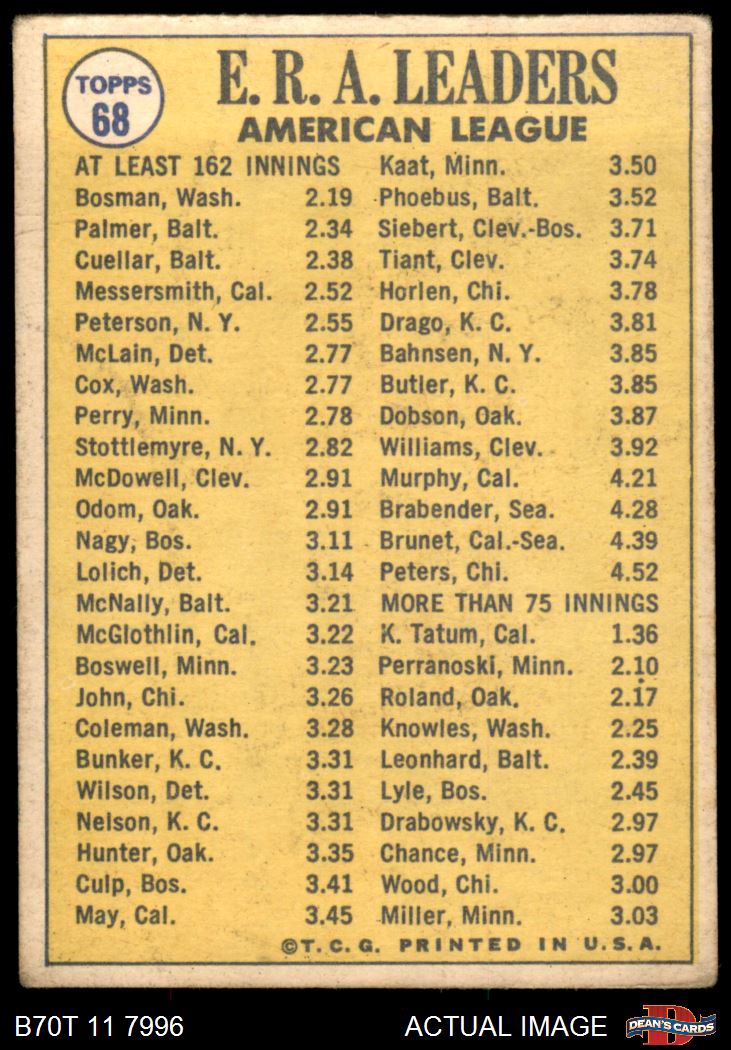 TOPPS
68
E. R. A. LEADERS
AMERICAN LEAGUE
AT LEAST 162 INNINGS
Bosman, Wash. 2.19
Palmer, Balt. 2.34
Cuellar, Balt. 2.38
Messersmith, Cal. 2.52
Peterson, N. Y. 2.55
McLain, Det. 2.77
Cox, Wash. 2.77
Perry, Minn. 2.78
Stottlemyre, N. Y. 2.82
McDowell, Clev. 2.91
Odom, Oak. 2.91
Nagy, Bos. 3.11
Lolich, Det. 3.14
McNally, Balt. 3.21
McGlothlin, Cal. 3.22
Boswell, Minn. 3.23
John, Chi. 3.26
Coleman, Wash. 3.28
Bunker, K. C. 3.31
Wilson, Det. 3.31
Nelson, K. C. 3.31
Hunter, Oak. 3.35
Culp, Bos. 3.41
May, Cal. 3.45
Kaat, Minn. 3.50
Phoebus, Balt. 3.52
Siebert, Clev.-Bos. 3.71
Tiant, Clev. 3.74
Horlen, Chi. 3.78
Drago, K. C. 3.81
Bahnsen, N. Y. 3.85
Butler, K. C. 3.85
Dobson, Oak. 3.87
Williams, Clev. 3.92
Murphy, Cal. 4.21
Brabender, Sea. 4.28
Brunet, Cal.-Sea. 4.39
Peters, Chi. 4.52
MORE THAN 75 INNINGS
K. Tatum, Cal. 1.36
Perranoski, Minn. 2.10
Roland, Oak. 2.17
Knowles, Wash. 2.25
Leonhard, Balt. 2.39
Lyle, Bos. 2.45
Drabowsky, K. C. 2.97
Chance, Minn. 2.97
Wood, Chi. 3.00
Miller, Minn. 3.03
©T. C. G. PRINTED IN U. S. A.
B70T 11 7996
ACTUAL IMAGE
D
DEAN'S CARDS